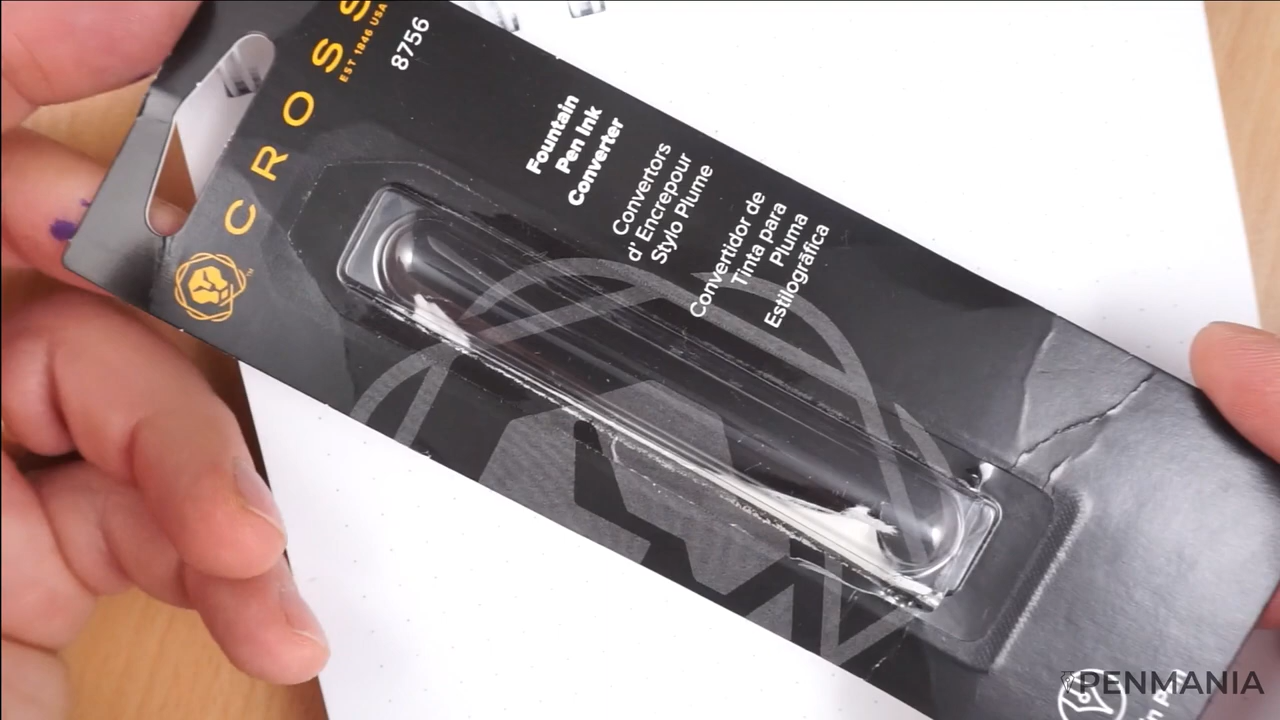 CROSS
EST 1846 USA
8756
Fountain
Pen Ink
Converter
Convertors
d' Encrepour
Stylo Plume
Convertidor de
Tinta para
Pluma
Estilográfica
TM
PENMANIA